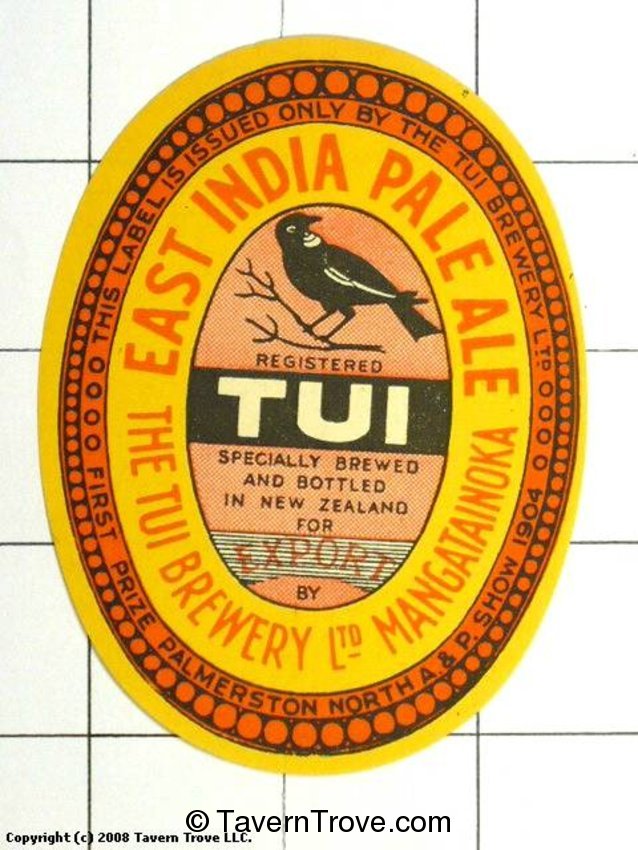 THIS LABEL IS ISSUED ONLY BY THE TUI BREWERY LTD
EAST INDIA PALE ALE
REGISTERED
TUI
SPECIALLY BREWED
AND BOTTLED
IN NEW ZEALAND
FOR
EXPORT
BY
THE TUI BREWERY LTD MANGATAINOKA
FIRST PRIZE PALMERSTON NORTH A. & P. SHOW 1904
© TavernTrove.com
Copyright (c) 2008 Tavern Trove LLC.